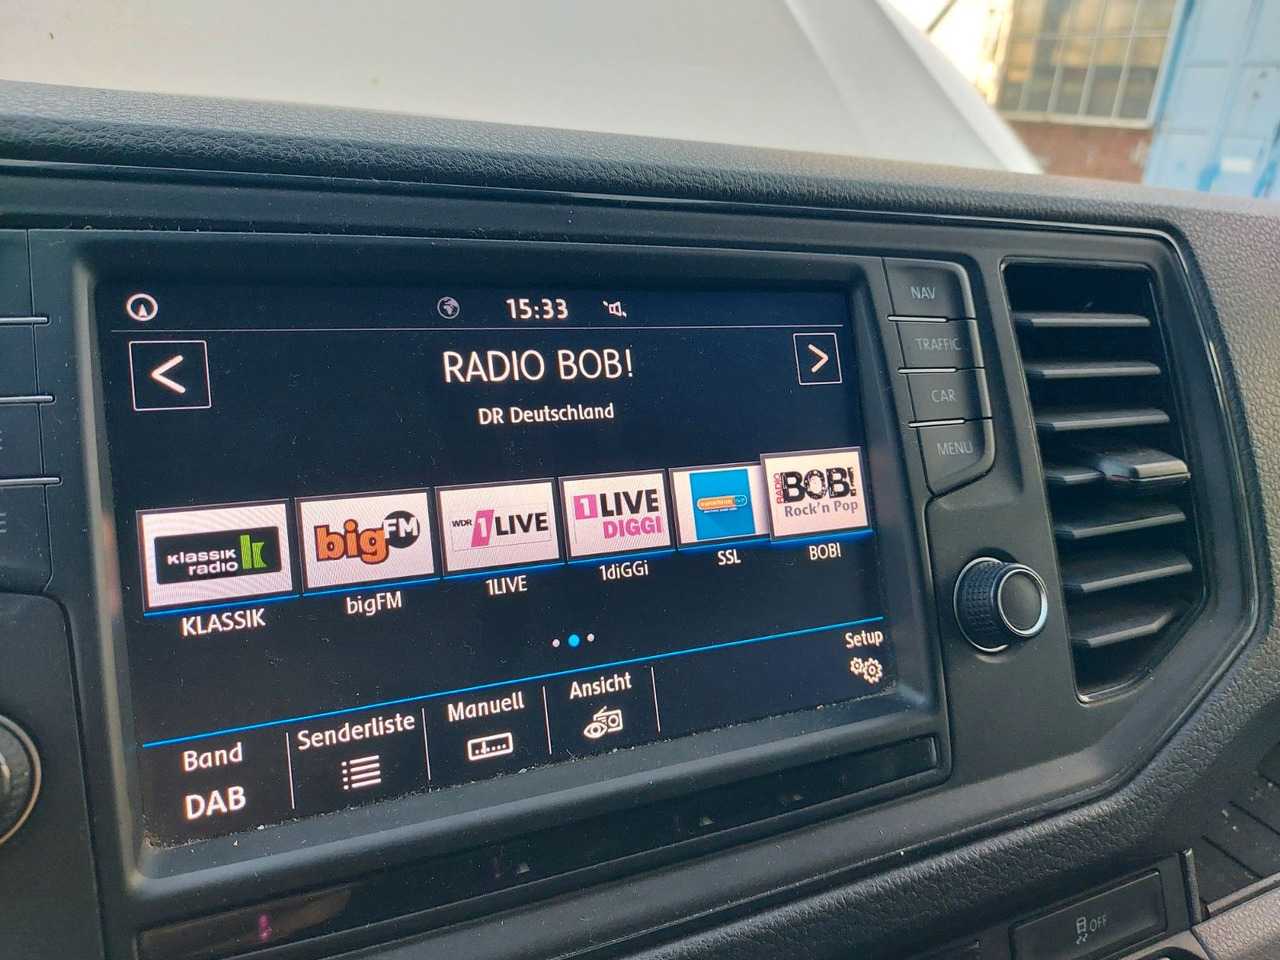 15:33
RADIO BOB!
DR Deutschland
NAV
TRAFFIC
CAR
MENU
klassik
radio
bigFM
WDR 1LIVE
1LIVE
DIGGI
RADIO BOB!
Rock'n Pop
KLASSIK
bigFM
1LIVE
1diGGi
SSL
BOB!
Setup
Band
DAB
Senderliste
Manuell
Ansicht
OFF